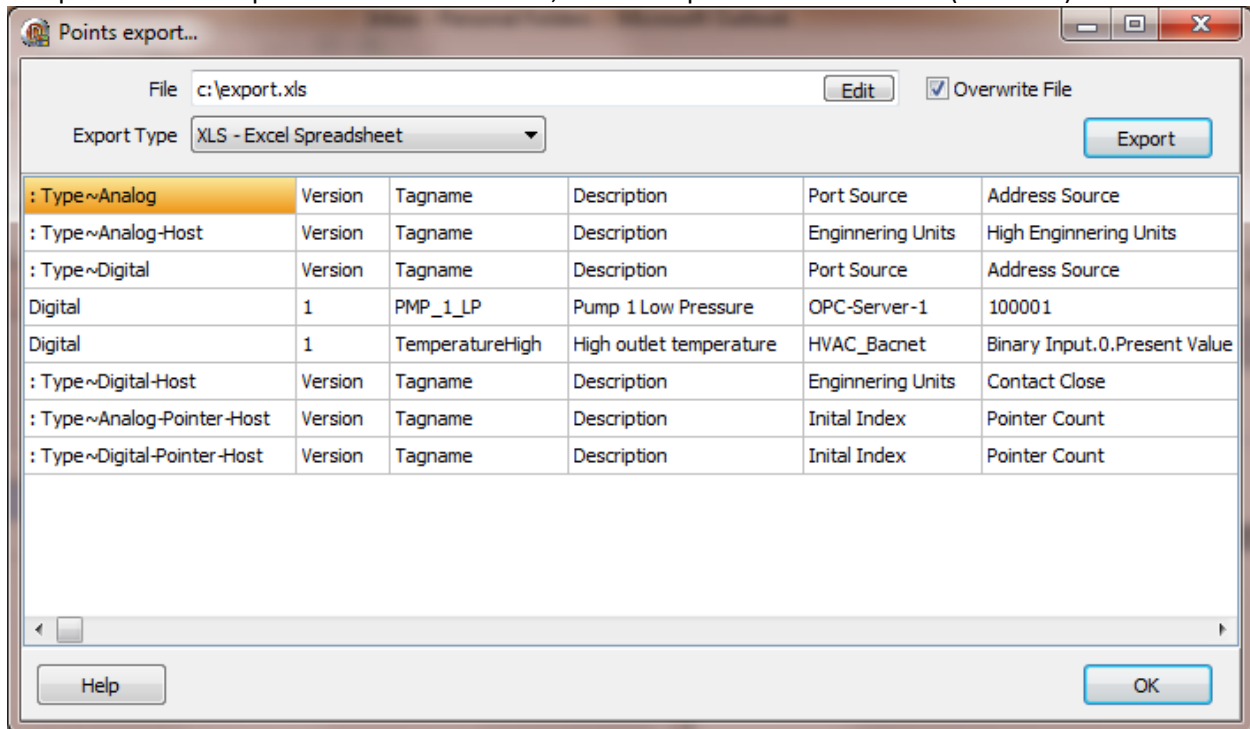 Points export...
File c:\export.xls Edit Overwrite File
Export Type XLS - Excel Spreadsheet Export
: Type~Analog Version Tagname Description Port Source Address Source
: Type~Analog-Host Version Tagname Description Enginnering Units High Enginnering Units
: Type~Digital Version Tagname Description Port Source Address Source
Digital 1 PMP_1_LP Pump 1 Low Pressure OPC-Server-1 100001
Digital 1 TemperatureHigh High outlet temperature HVAC_Bacnet Binary Input.0.Present Value
: Type~Digital-Host Version Tagname Description Enginnering Units Contact Close
: Type~Analog-Pointer-Host Version Tagname Description Inital Index Pointer Count
: Type~Digital-Pointer-Host Version Tagname Description Inital Index Pointer Count
Help OK